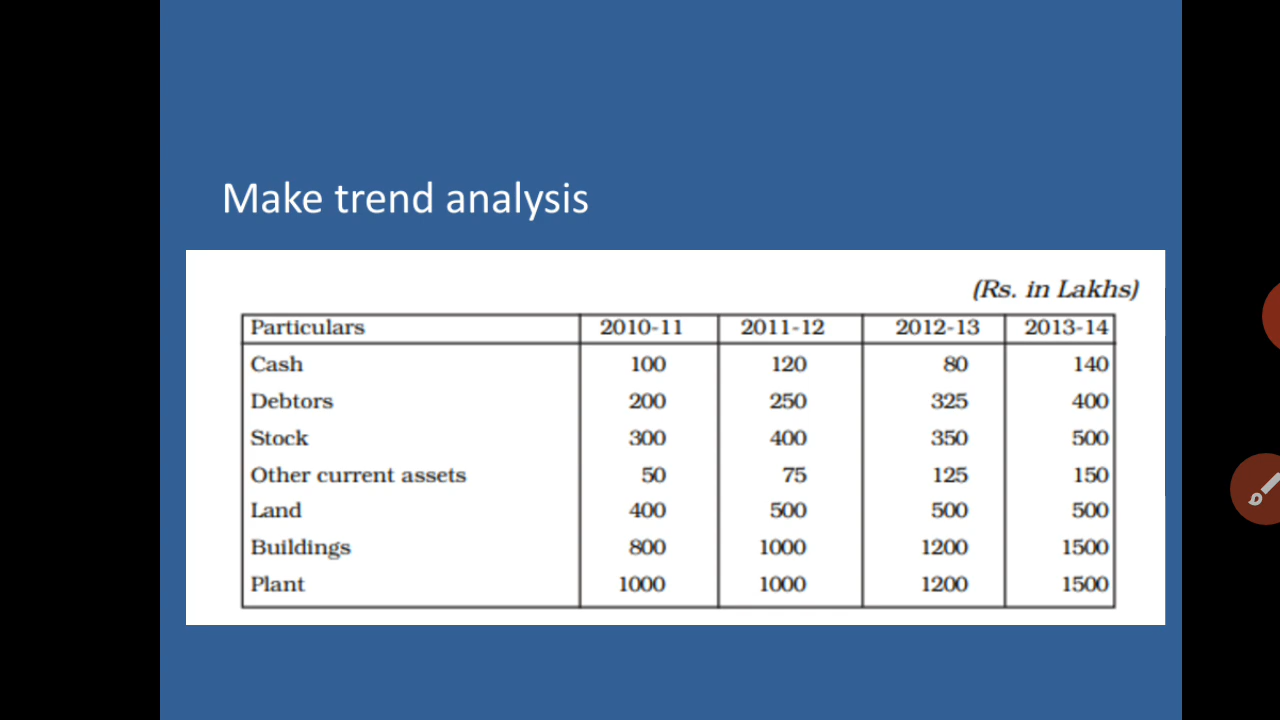 Make trend analysis
(Rs. in Lakhs)
Particulars 2010-11 2011-12 2012-13 2013-14
Cash 100 120 80 140
Debtors 200 250 325 400
Stock 300 400 350 500
Other current assets 50 75 125 150
Land 400 500 500 500
Buildings 800 1000 1200 1500
Plant 1000 1000 1200 1500